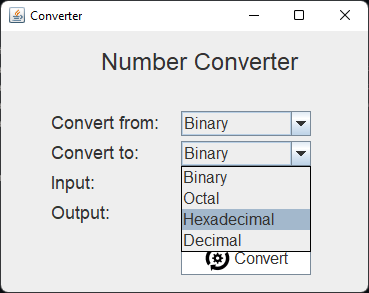 Converter
Number Converter
Convert from: Binary
Convert to: Binary
Input:
Output:
Binary
Octal
Hexadecimal
Decimal
Convert